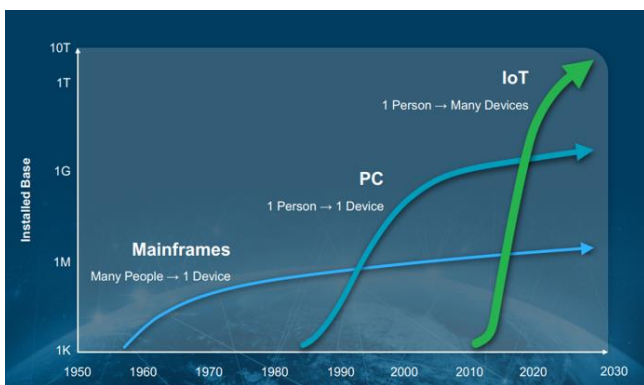 10T
1T
1G
1M
1K
Installed Base
IoT
1 Person → Many Devices
PC
1 Person → 1 Device
Mainframes
Many People → 1 Device
1950 1960 1970 1980 1990 2000 2010 2020 2030